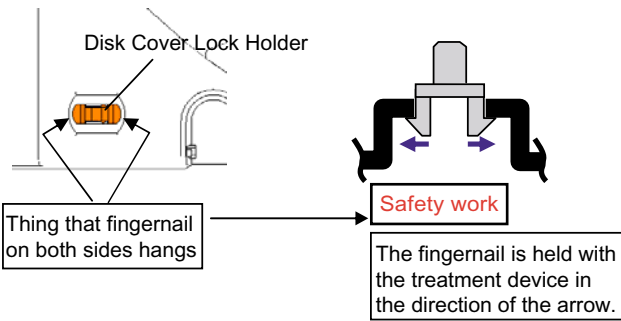 Disk Cover Lock Holder
Thing that fingernail
on both sides hangs
Safety work
The fingernail is held with
the treatment device in
the direction of the arrow.